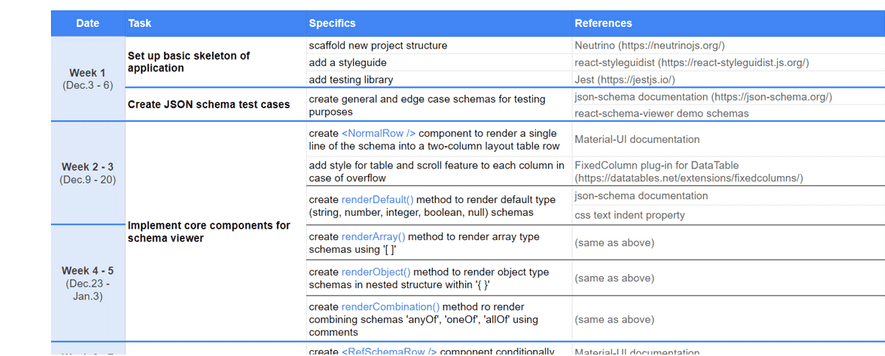 Date Task Specifics References
Week 1
(Dec.3 - 6)
Set up basic skeleton of
application
scaffold new project structure
Neutrino (https://neutrinojs.org/)
add a styleguide
react-styleguidist (https://react-styleguidist.js.org/)
add testing library
Jest (https://jestjs.io/)
Create JSON schema test cases
create general and edge case schemas for testing
purposes
json-schema documentation (https://json-schema.org/)
react-schema-viewer demo schemas
Week 2 - 3
(Dec.9 - 20)
Implement core components for
schema viewer
create <NormalRow /> component to render a single
line of the schema into a two-column layout table row
Material-UI documentation
add style for table and scroll feature to each column in
case of overflow
FixedColumn plug-in for DataTable
(https://datatables.net/extensions/fixedcolumns/)
create renderDefault() method to render default type
(string, number, integer, boolean, null) schemas
json-schema documentation
css text indent property
Week 4 - 5
(Dec.23 -
Jan.3)
create renderArray() method to render array type
schemas using '[ ]'
(same as above)
create renderObject() method to render object type
schemas in nested structure within '{ }'
(same as above)
create renderCombination() method ro render
combining schemas 'anyOf', 'oneOf', 'allOf' using
comments
(same as above)
create <RefSchemaRow /> component conditionally
Material-UI documentation